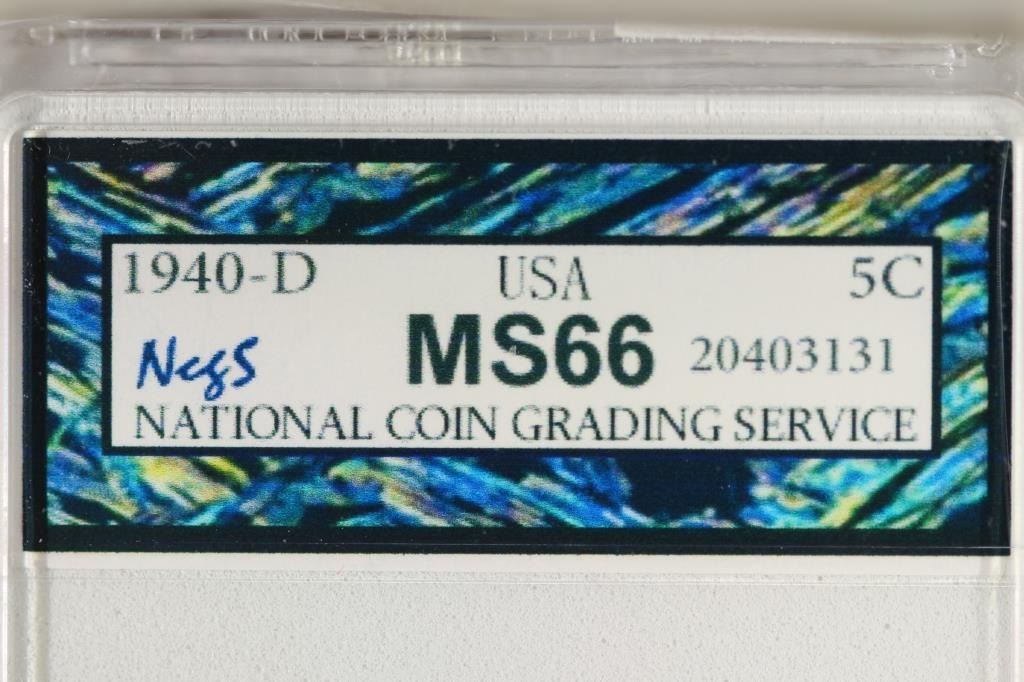 1940-D USA 5C
NcgS MS66 20403131
NATIONAL COIN GRADING SERVICE